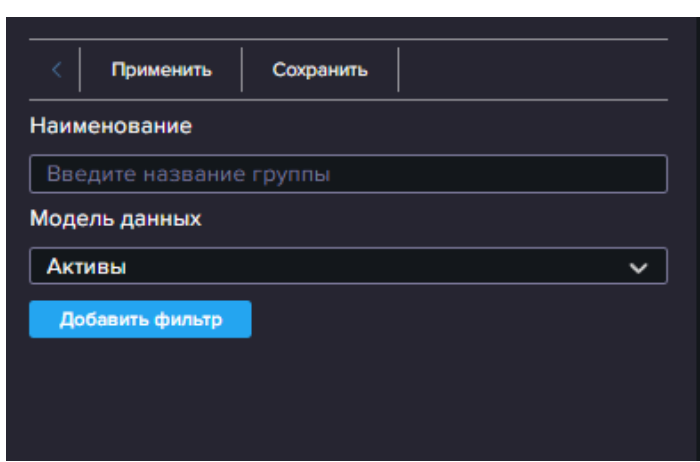 Применить Сохранить
Наименование
Введите название группы
Модель данных
Активы
Добавить фильтр